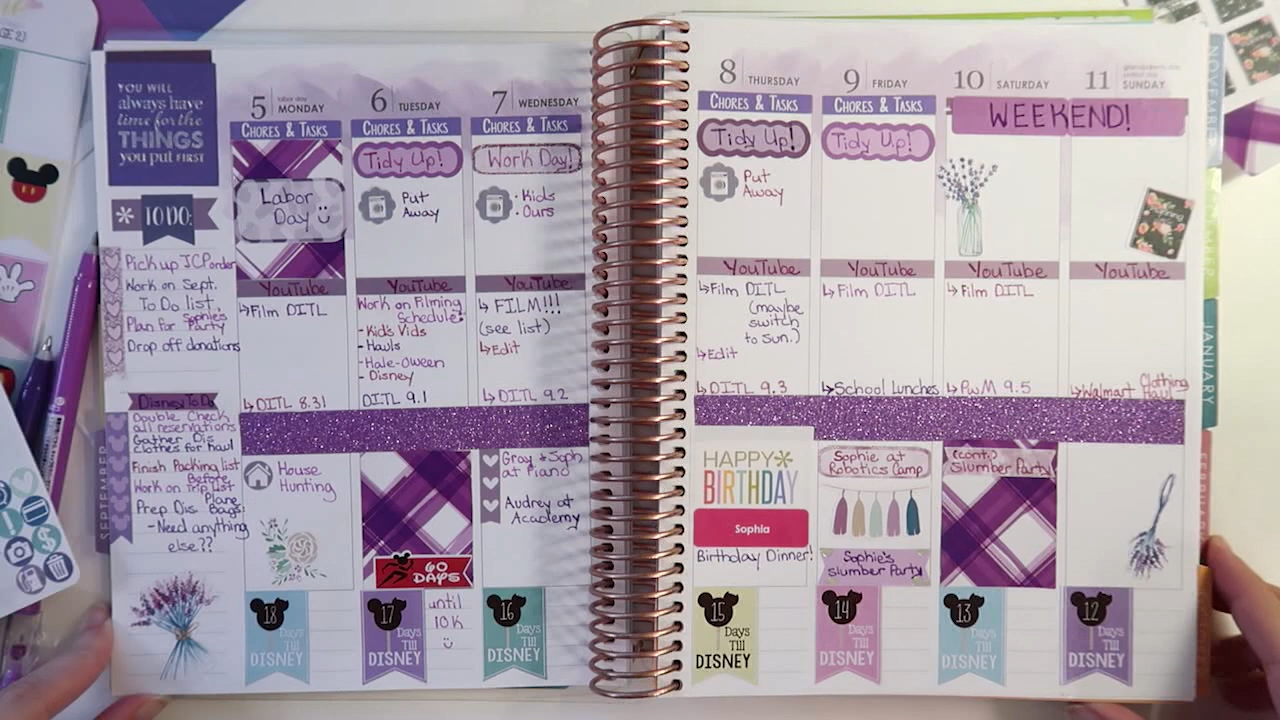 YOU WILL
always have
time for the
THINGS
you put FIRST
* TO DO:
Pick up JCP order
Work on Sept.
To Do list,
Plan for Sophie's
Party
Drop off donations
Disney To Do
Double Check
all reservations
Gather Dis
Clothes for haul
Finish Packing list
Before
Work on Trip List
Plane
Prep Dis Bags:
-Need anything
else??
SEPTEMBER
5 labor day
MONDAY
CHORES & TASKS
Labor
Day
YouTube
↳Film DITL
↳DITL 8.31
House
Hunting
18
Days
Till
DISNEY
6 TUESDAY
CHORES & TASKS
Tidy Up!
Put
Away
YouTube
Work on Filming
Schedule:
- Kid's Vids
- Hauls
- Hale-Oween
- Disney
DITL 9.1
60
DAYS
17
Days
Till
DISNEY
until
10K
7 WEDNESDAY
CHORES & TASKS
Work Day!
• Kids
• Ours
YouTube
↳ FILM!!!
(see list)
↳Edit
↳DITL 9.2
Gray & Soph
at Piano
Audrey at
Academy
16
Days
Till
DISNEY
8 THURSDAY
CHORES & TASKS
Tidy Up!
Put
Away
YouTube
↳Film DITL
(maybe
switch
to Sun.)
↳Edit
↳DITL 9.3
HAPPY*
BIRTHDAY
Sophia
Birthday Dinner!
15
Days
Till
DISNEY
9 FRIDAY
CHORES & TASKS
Tidy Up!
YouTube
↳Film DITL
↳School Lunches
Sophie at
Robotics Camp
Sophie's
Slumber Party
14
Days
Till
DISNEY
10 SATURDAY
WEEKEND!
YouTube
↳Film DITL
↳PwM 9.5
(cont.)
Slumber Party
13
Days
Till
DISNEY
11 SUNDAY
YouTube
↳Walmart Clothing
Haul
12
Days
Till
DISNEY
NOVEMBER
JANUARY